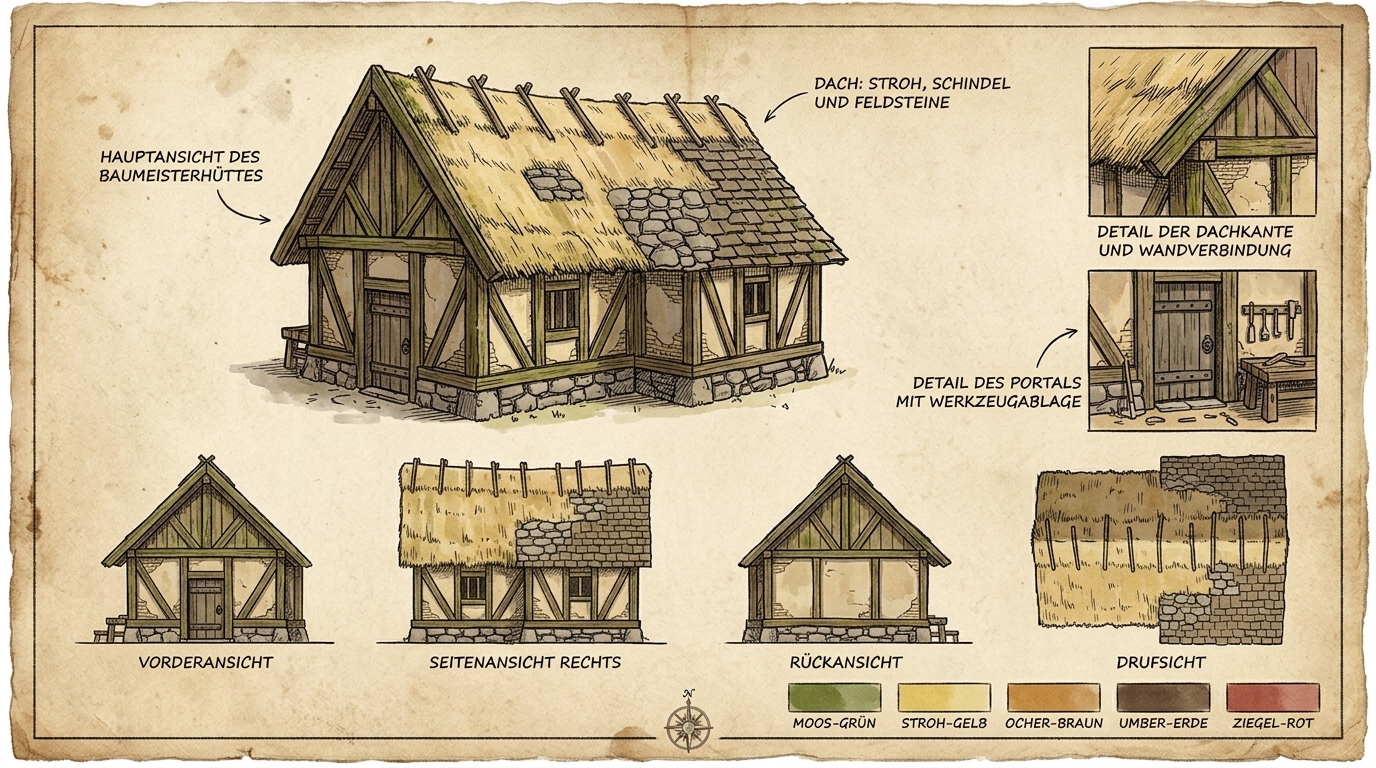 HAUPTANSICHT DES
BAUMEISTERHÜTTES
DACH: STROH, SCHINDEL
UND FELDSTEINE
DETAIL DER DACHKANTE
UND WANDVERBINDUNG
DETAIL DES PORTALS
MIT WERKZEUGABLAGE
VORDERANSICHT
SEITENANSICHT RECHTS
RÜCKANSICHT
DRUFSICHT
MOOS-GRÜN
STROH-GELB
OCHER-BRAUN
UMBER-ERDE
ZIEGEL-ROT
N